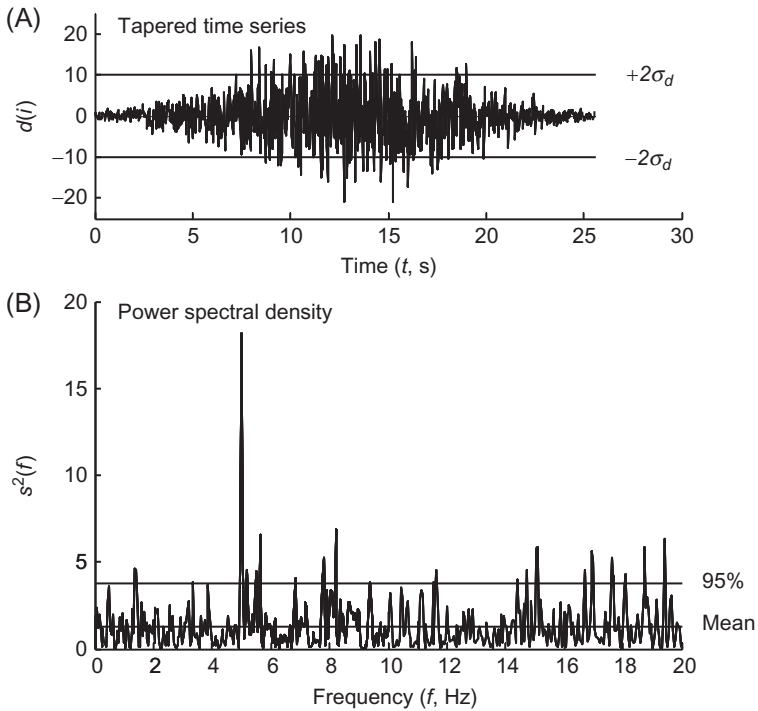 (A)
Tapered time series
20
10
0
−10
−20
d(i)
+2σd
−2σd
0 5 10 15 20 25 30
Time (t, s)
(B)
Power spectral density
20
15
10
5
0
s²(f)
95%
Mean
0 2 4 6 8 10 12 14 16 18 20
Frequency (f, Hz)